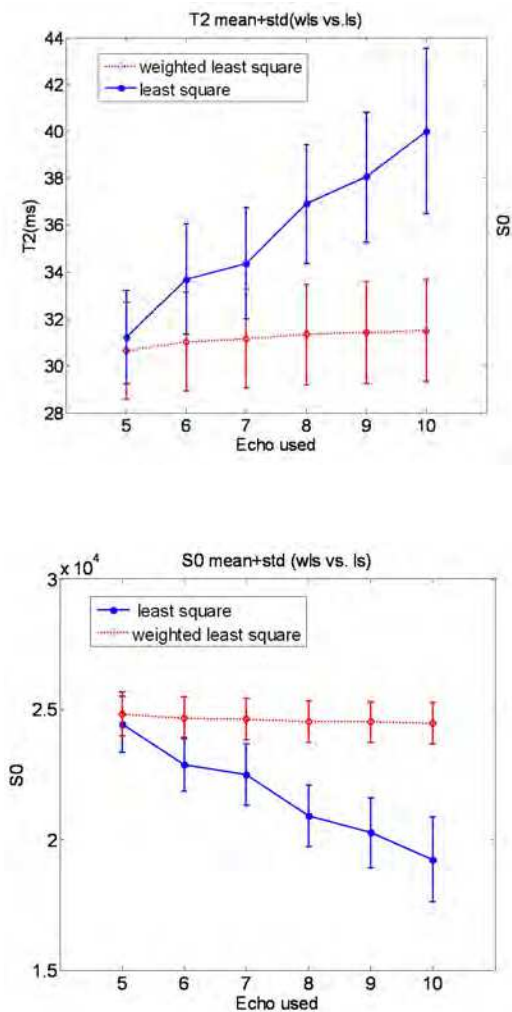 T2 mean+std(wls vs.ls)
44
42
40
38
36
34
32
30
28
T2(ms)
weighted least square
least square
S0
5 6 7 8 9 10
Echo used
S0 mean+std (wls vs. ls)
3 x 10^4
2.5
2
1.5
S0
least square
weighted least square
5 6 7 8 9 10
Echo used